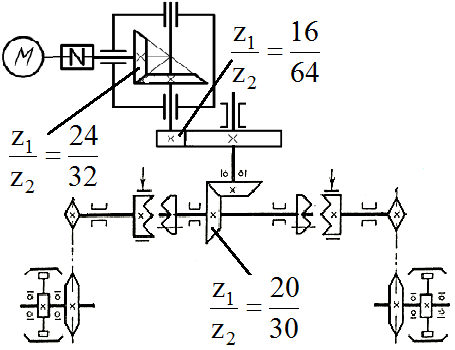 z₁/z₂ = 16/64
M N
z₁/z₂ = 24/32
z₁/z₂ = 20/30